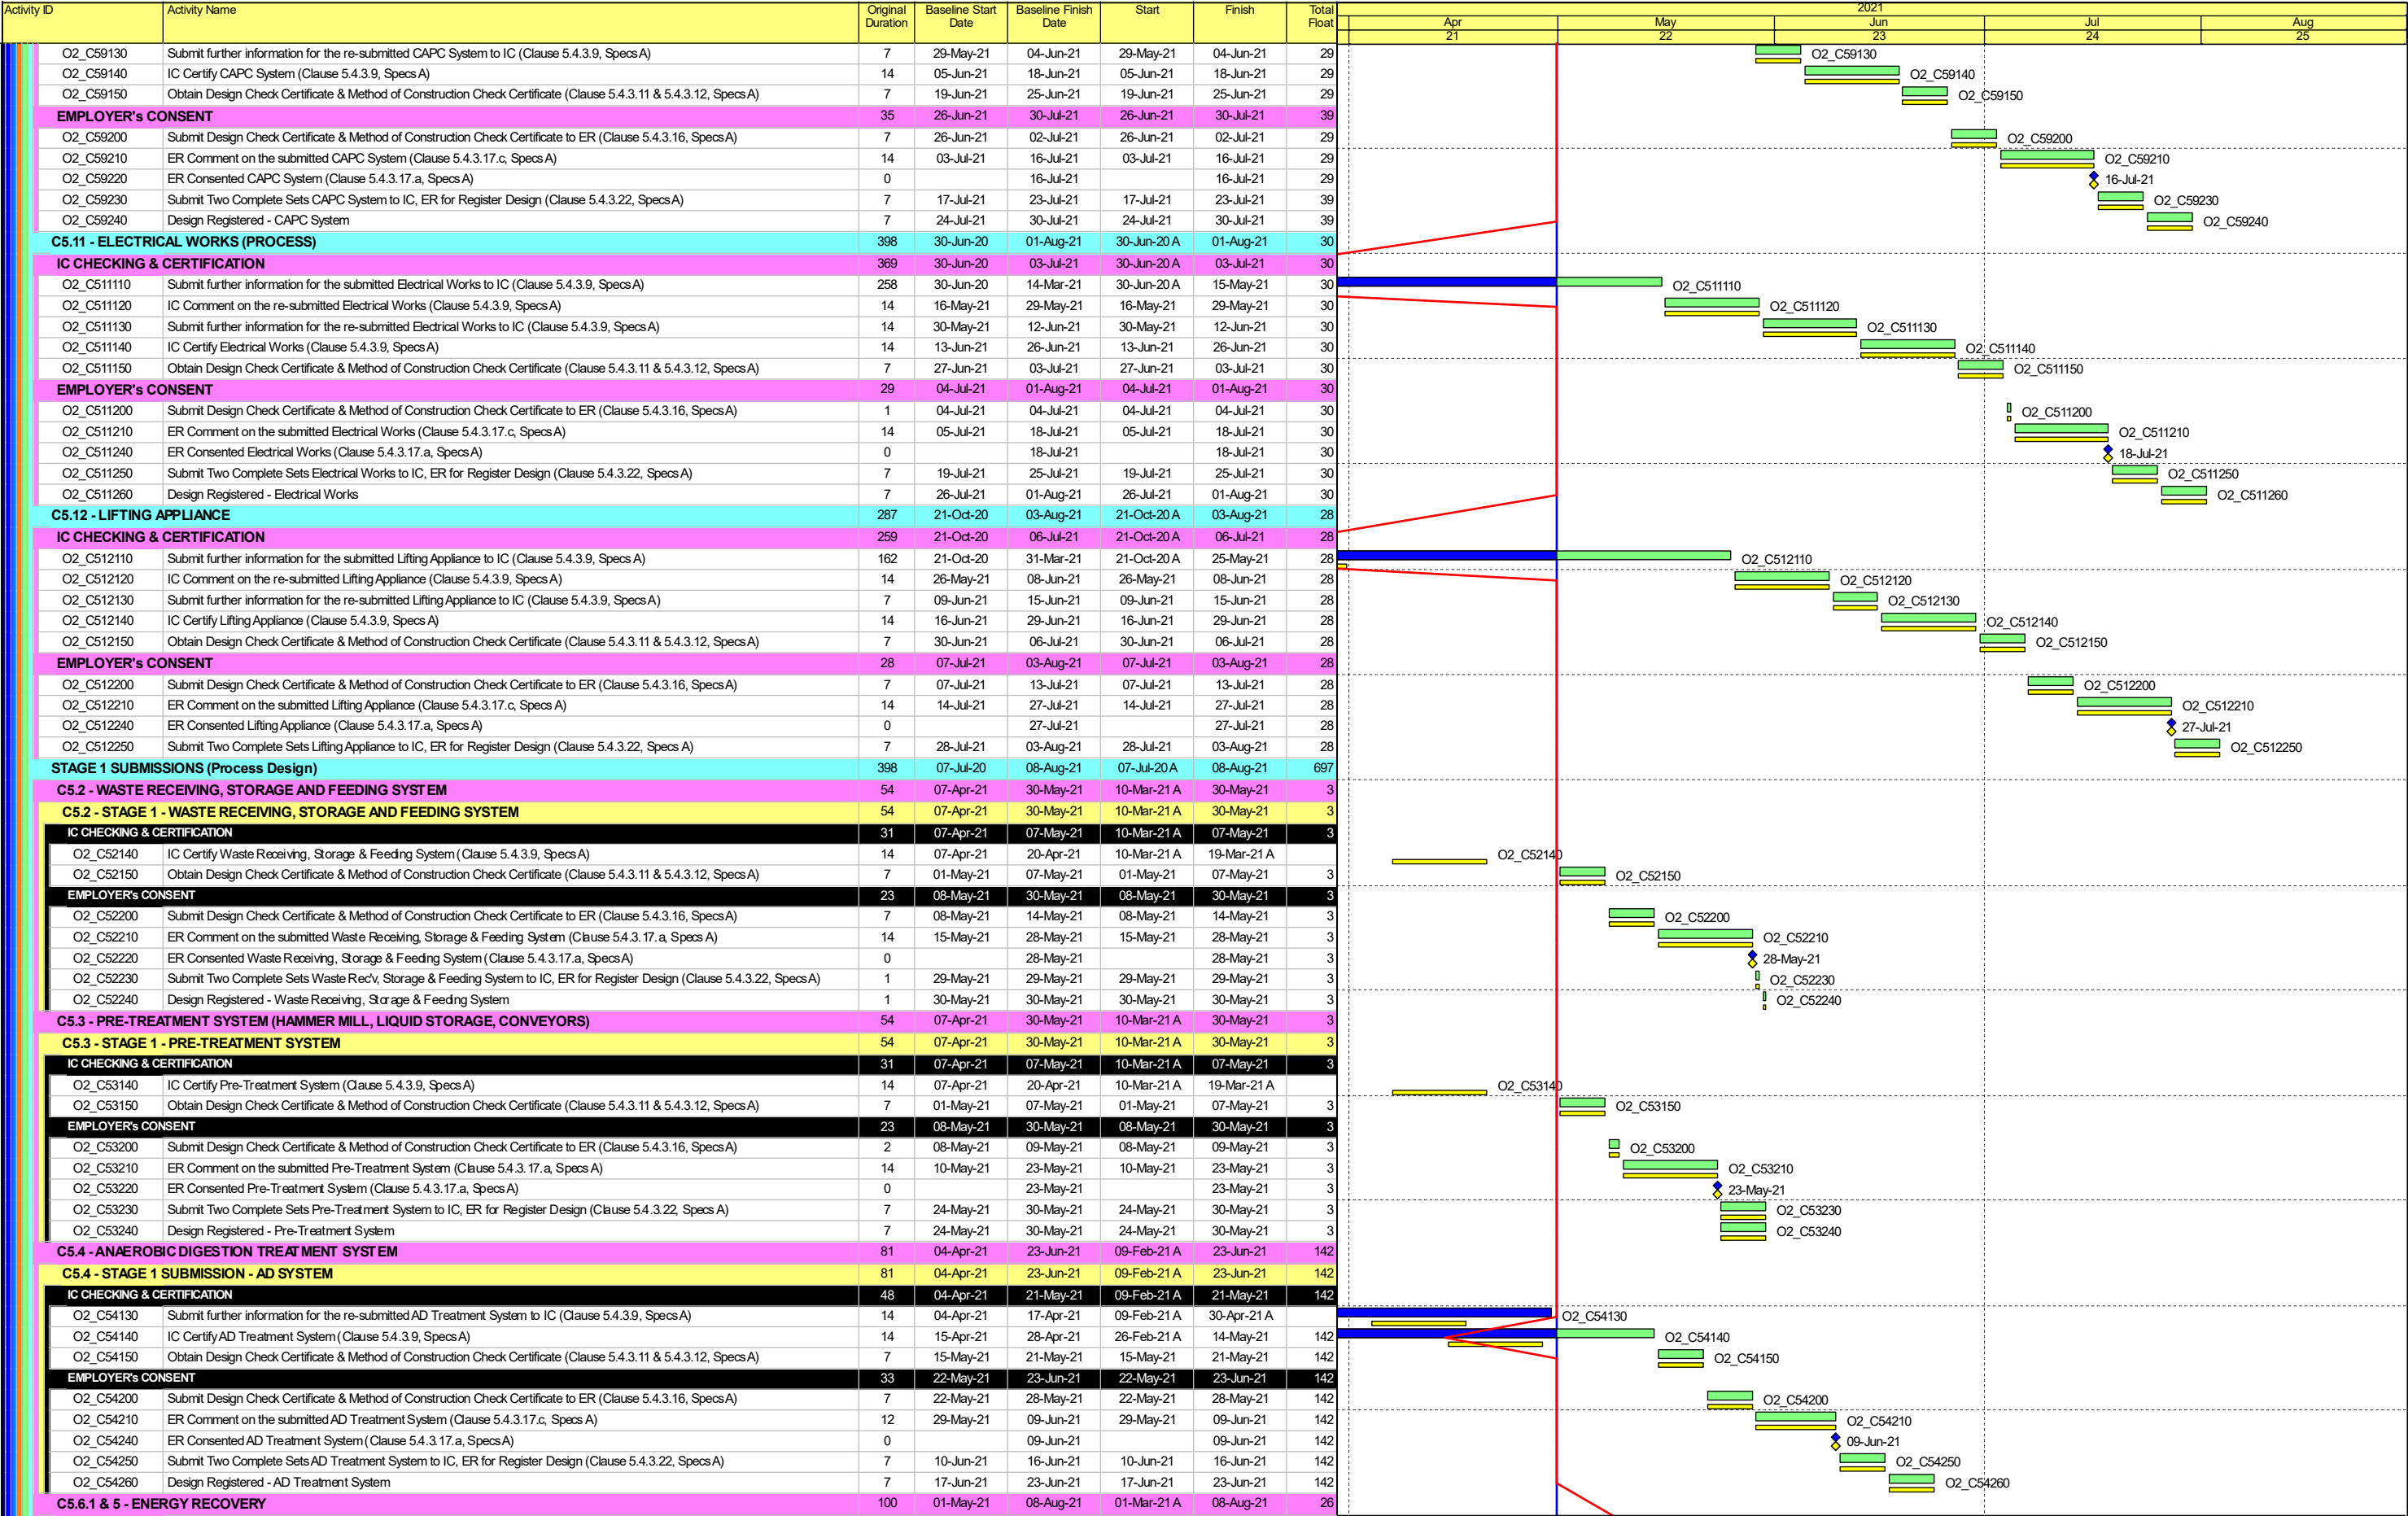 Activity ID Activity Name Original Duration Baseline Start Date Baseline Finish Date Start Finish Total Float 2021
Apr May Jun Jul Aug
21 22 23 24 25
O2_C59130 Submit further information for the re-submitted CAPC System to IC (Clause 5.4.3.9, Specs A) 7 29-May-21 04-Jun-21 29-May-21 04-Jun-21 29 O2_C59130
O2_C59140 IC Certify CAPC System (Clause 5.4.3.9, Specs A) 14 05-Jun-21 18-Jun-21 05-Jun-21 18-Jun-21 29 O2_C59140
O2_C59150 Obtain Design Check Certificate & Method of Construction Check Certificate (Clause 5.4.3.11 & 5.4.3.12, Specs A) 7 19-Jun-21 25-Jun-21 19-Jun-21 25-Jun-21 29 O2_C59150
EMPLOYER's CONSENT 35 26-Jun-21 30-Jul-21 26-Jun-21 30-Jul-21 39
O2_C59200 Submit Design Check Certificate & Method of Construction Check Certificate to ER (Clause 5.4.3.16, Specs A) 7 26-Jun-21 02-Jul-21 26-Jun-21 02-Jul-21 29 O2_C59200
O2_C59210 ER Comment on the submitted CAPC System (Clause 5.4.3.17.c, Specs A) 14 03-Jul-21 16-Jul-21 03-Jul-21 16-Jul-21 29 O2_C59210
O2_C59220 ER Consented CAPC System (Clause 5.4.3.17.a, Specs A) 0 16-Jul-21 16-Jul-21 29 16-Jul-21
O2_C59230 Submit Two Complete Sets CAPC System to IC, ER for Register Design (Clause 5.4.3.22, Specs A) 7 17-Jul-21 23-Jul-21 17-Jul-21 23-Jul-21 39 O2_C59230
O2_C59240 Design Registered - CAPC System 7 24-Jul-21 30-Jul-21 24-Jul-21 30-Jul-21 39 O2_C59240
C5.11 - ELECTRICAL WORKS (PROCESS) 398 30-Jun-20 01-Aug-21 30-Jun-20 A 01-Aug-21 30
IC CHECKING & CERTIFICATION 369 30-Jun-20 03-Jul-21 30-Jun-20 A 03-Jul-21 30
O2_C511110 Submit further information for the submitted Electrical Works to IC (Clause 5.4.3.9, Specs A) 258 30-Jun-20 14-Mar-21 30-Jun-20 A 15-May-21 30 O2_C511110
O2_C511120 IC Comment on the re-submitted Electrical Works (Clause 5.4.3.9, Specs A) 14 16-May-21 29-May-21 16-May-21 29-May-21 30 O2_C511120
O2_C511130 Submit further information for the re-submitted Electrical Works to IC (Clause 5.4.3.9, Specs A) 14 30-May-21 12-Jun-21 30-May-21 12-Jun-21 30 O2_C511130
O2_C511140 IC Certify Electrical Works (Clause 5.4.3.9, Specs A) 14 13-Jun-21 26-Jun-21 13-Jun-21 26-Jun-21 30 O2_C511140
O2_C511150 Obtain Design Check Certificate & Method of Construction Check Certificate (Clause 5.4.3.11 & 5.4.3.12, Specs A) 7 27-Jun-21 03-Jul-21 27-Jun-21 03-Jul-21 30 O2_C511150
EMPLOYER's CONSENT 29 04-Jul-21 01-Aug-21 04-Jul-21 01-Aug-21 30
O2_C511200 Submit Design Check Certificate & Method of Construction Check Certificate to ER (Clause 5.4.3.16, Specs A) 1 04-Jul-21 04-Jul-21 04-Jul-21 04-Jul-21 30 O2_C511200
O2_C511210 ER Comment on the submitted Electrical Works (Clause 5.4.3.17.c, Specs A) 14 05-Jul-21 18-Jul-21 05-Jul-21 18-Jul-21 30 O2_C511210
O2_C511240 ER Consented Electrical Works (Clause 5.4.3.17.a, Specs A) 0 18-Jul-21 18-Jul-21 30 18-Jul-21
O2_C511250 Submit Two Complete Sets Electrical Works to IC, ER for Register Design (Clause 5.4.3.22, Specs A) 7 19-Jul-21 25-Jul-21 19-Jul-21 25-Jul-21 30 O2_C511250
O2_C511260 Design Registered - Electrical Works 7 26-Jul-21 01-Aug-21 26-Jul-21 01-Aug-21 30 O2_C511260
C5.12 - LIFTING APPLIANCE 287 21-Oct-20 03-Aug-21 21-Oct-20 A 03-Aug-21 28
IC CHECKING & CERTIFICATION 259 21-Oct-20 06-Jul-21 21-Oct-20 A 06-Jul-21 28
O2_C512110 Submit further information for the submitted Lifting Appliance to IC (Clause 5.4.3.9, Specs A) 162 21-Oct-20 31-Mar-21 21-Oct-20 A 25-May-21 28 O2_C512110
O2_C512120 IC Comment on the re-submitted Lifting Appliance (Clause 5.4.3.9, Specs A) 14 26-May-21 08-Jun-21 26-May-21 08-Jun-21 28 O2_C512120
O2_C512130 Submit further information for the re-submitted Lifting Appliance to IC (Clause 5.4.3.9, Specs A) 7 09-Jun-21 15-Jun-21 09-Jun-21 15-Jun-21 28 O2_C512130
O2_C512140 IC Certify Lifting Appliance (Clause 5.4.3.9, Specs A) 14 16-Jun-21 29-Jun-21 16-Jun-21 29-Jun-21 28 O2_C512140
O2_C512150 Obtain Design Check Certificate & Method of Construction Check Certificate (Clause 5.4.3.11 & 5.4.3.12, Specs A) 7 30-Jun-21 06-Jul-21 30-Jun-21 06-Jul-21 28 O2_C512150
EMPLOYER's CONSENT 28 07-Jul-21 03-Aug-21 07-Jul-21 03-Aug-21 28
O2_C512200 Submit Design Check Certificate & Method of Construction Check Certificate to ER (Clause 5.4.3.16, Specs A) 7 07-Jul-21 13-Jul-21 07-Jul-21 13-Jul-21 28 O2_C512200
O2_C512210 ER Comment on the submitted Lifting Appliance (Clause 5.4.3.17.c, Specs A) 14 14-Jul-21 27-Jul-21 14-Jul-21 27-Jul-21 28 O2_C512210
O2_C512240 ER Consented Lifting Appliance (Clause 5.4.3.17.a, Specs A) 0 27-Jul-21 27-Jul-21 28 27-Jul-21
O2_C512250 Submit Two Complete Sets Lifting Appliance to IC, ER for Register Design (Clause 5.4.3.22, Specs A) 7 28-Jul-21 03-Aug-21 28-Jul-21 03-Aug-21 28 O2_C512250
STAGE 1 SUBMISSIONS (Process Design) 398 07-Jul-20 08-Aug-21 07-Jul-20 A 08-Aug-21 697
C5.2 - WASTE RECEIVING, STORAGE AND FEEDING SYSTEM 54 07-Apr-21 30-May-21 10-Mar-21 A 30-May-21 3
C5.2 - STAGE 1 - WASTE RECEIVING, STORAGE AND FEEDING SYSTEM 54 07-Apr-21 30-May-21 10-Mar-21 A 30-May-21 3
IC CHECKING & CERTIFICATION 31 07-Apr-21 07-May-21 10-Mar-21 A 07-May-21 3
O2_C52140 IC Certify Waste Receiving, Storage & Feeding System (Clause 5.4.3.9, Specs A) 14 07-Apr-21 20-Apr-21 10-Mar-21 A 19-Mar-21 A O2_C52140
O2_C52150 Obtain Design Check Certificate & Method of Construction Check Certificate (Clause 5.4.3.11 & 5.4.3.12, Specs A) 7 01-May-21 07-May-21 01-May-21 07-May-21 3 O2_C52150
EMPLOYER's CONSENT 23 08-May-21 30-May-21 08-May-21 30-May-21 3
O2_C52200 Submit Design Check Certificate & Method of Construction Check Certificate to ER (Clause 5.4.3.16, Specs A) 7 08-May-21 14-May-21 08-May-21 14-May-21 3 O2_C52200
O2_C52210 ER Comment on the submitted Waste Receiving, Storage & Feeding System (Clause 5.4.3.17.a, Specs A) 14 15-May-21 28-May-21 15-May-21 28-May-21 3 O2_C52210
O2_C52220 ER Consented Waste Receiving, Storage & Feeding System (Clause 5.4.3.17.a, Specs A) 0 28-May-21 28-May-21 3 28-May-21
O2_C52230 Submit Two Complete Sets Waste Rec'v, Storage & Feeding System to IC, ER for Register Design (Clause 5.4.3.22, Specs A) 1 29-May-21 29-May-21 29-May-21 29-May-21 3 O2_C52230
O2_C52240 Design Registered - Waste Receiving, Storage & Feeding System 1 30-May-21 30-May-21 30-May-21 30-May-21 3 O2_C52240
C5.3 - PRE-TREATMENT SYSTEM (HAMMER MILL, LIQUID STORAGE, CONVEYORS) 54 07-Apr-21 30-May-21 10-Mar-21 A 30-May-21 3
C5.3 - STAGE 1 - PRE-TREATMENT SYSTEM 54 07-Apr-21 30-May-21 10-Mar-21 A 30-May-21 3
IC CHECKING & CERTIFICATION 31 07-Apr-21 07-May-21 10-Mar-21 A 07-May-21 3
O2_C53140 IC Certify Pre-Treatment System (Clause 5.4.3.9, Specs A) 14 07-Apr-21 20-Apr-21 10-Mar-21 A 19-Mar-21 A O2_C53140
O2_C53150 Obtain Design Check Certificate & Method of Construction Check Certificate (Clause 5.4.3.11 & 5.4.3.12, Specs A) 7 01-May-21 07-May-21 01-May-21 07-May-21 3 O2_C53150
EMPLOYER's CONSENT 23 08-May-21 30-May-21 08-May-21 30-May-21 3
O2_C53200 Submit Design Check Certificate & Method of Construction Check Certificate to ER (Clause 5.4.3.16, Specs A) 2 08-May-21 09-May-21 08-May-21 09-May-21 3 O2_C53200
O2_C53210 ER Comment on the submitted Pre-Treatment System (Clause 5.4.3.17.a, Specs A) 14 10-May-21 23-May-21 10-May-21 23-May-21 3 O2_C53210
O2_C53220 ER Consented Pre-Treatment System (Clause 5.4.3.17.a, Specs A) 0 23-May-21 23-May-21 3 23-May-21
O2_C53230 Submit Two Complete Sets Pre-Treatment System to IC, ER for Register Design (Clause 5.4.3.22, Specs A) 7 24-May-21 30-May-21 24-May-21 30-May-21 3 O2_C53230
O2_C53240 Design Registered - Pre-Treatment System 7 24-May-21 30-May-21 24-May-21 30-May-21 3 O2_C53240
C5.4 - ANAEROBIC DIGESTION TREATMENT SYSTEM 81 04-Apr-21 23-Jun-21 09-Feb-21 A 23-Jun-21 142
C5.4 - STAGE 1 SUBMISSION - AD SYSTEM 81 04-Apr-21 23-Jun-21 09-Feb-21 A 23-Jun-21 142
IC CHECKING & CERTIFICATION 48 04-Apr-21 21-May-21 09-Feb-21 A 21-May-21 142
O2_C54130 Submit further information for the re-submitted AD Treatment System to IC (Clause 5.4.3.9, Specs A) 14 04-Apr-21 17-Apr-21 09-Feb-21 A 30-Apr-21 A O2_C54130
O2_C54140 IC Certify AD Treatment System (Clause 5.4.3.9, Specs A) 14 15-Apr-21 28-Apr-21 26-Feb-21 A 14-May-21 142 O2_C54140
O2_C54150 Obtain Design Check Certificate & Method of Construction Check Certificate (Clause 5.4.3.11 & 5.4.3.12, Specs A) 7 15-May-21 21-May-21 15-May-21 21-May-21 142 O2_C54150
EMPLOYER's CONSENT 33 22-May-21 23-Jun-21 22-May-21 23-Jun-21 142
O2_C54200 Submit Design Check Certificate & Method of Construction Check Certificate to ER (Clause 5.4.3.16, Specs A) 7 22-May-21 28-May-21 22-May-21 28-May-21 142 O2_C54200
O2_C54210 ER Comment on the submitted AD Treatment System (Clause 5.4.3.17.c, Specs A) 12 29-May-21 09-Jun-21 29-May-21 09-Jun-21 142 O2_C54210
O2_C54240 ER Consented AD Treatment System (Clause 5.4.3.17.a, Specs A) 0 09-Jun-21 09-Jun-21 142 09-Jun-21
O2_C54250 Submit Two Complete Sets AD Treatment System to IC, ER for Register Design (Clause 5.4.3.22, Specs A) 7 10-Jun-21 16-Jun-21 10-Jun-21 16-Jun-21 142 O2_C54250
O2_C54260 Design Registered - AD Treatment System 7 17-Jun-21 23-Jun-21 17-Jun-21 23-Jun-21 142 O2_C54260
C5.6.1 & 5 - ENERGY RECOVERY 100 01-May-21 08-Aug-21 01-Mar-21 A 08-Aug-21 26